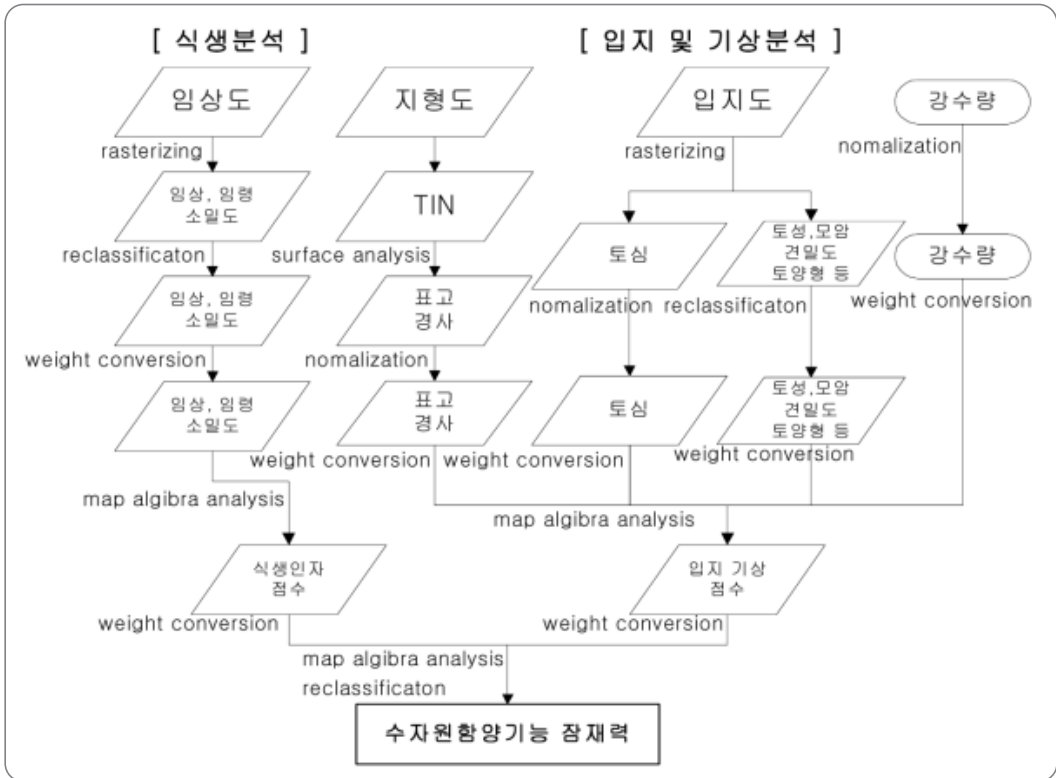 [ 식생분석 ]
[ 입지 및 기상분석 ]
임상도
지형도
입지도
강수량
rasterizing
rasterizing
nomalization
임상, 임령
소밀도
TIN
토심
토성,모암
견밀도
토양형 등
강수량
reclassificaton
surface analysis
nomalization
reclassificaton
weight conversion
임상, 임령
소밀도
표고
경사
weight conversion
nomalization
임상, 임령
소밀도
표고
경사
토심
토성,모암
견밀도
토양형 등
weight conversion
weight conversion
weight conversion
map algibra analysis
map algibra analysis
식생인자
점수
입지 기상
점수
weight conversion
weight conversion
map algibra analysis
reclassificaton
수자원함양기능 잠재력